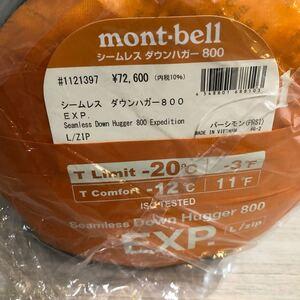 mont-bell
シームレス ダウンハガー 800
#1121397 ¥72,600 (内税10%)
シームレス ダウンハガー800
EXP.
Seamless Down Hugger 800 Expedition
L/ZIP
パーシモン(PRSI)
MADE IN VIETNAM
T Limit -20℃ -3℉
T Comfort -12℃ 11℉
ISO TESTED
Seamless Down Hugger 800
EXP. [L/zip]